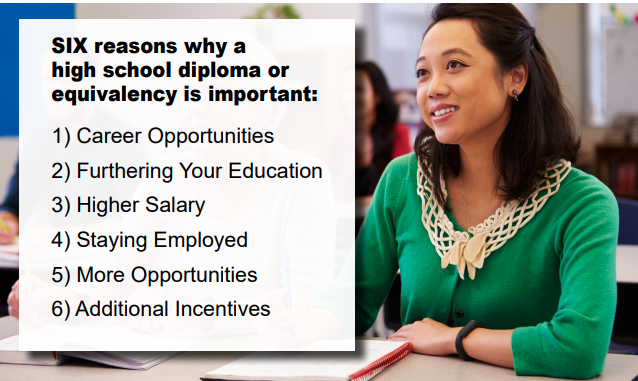 SIX reasons why a
high school diploma or
equivalency is important:
1) Career Opportunities
2) Furthering Your Education
3) Higher Salary
4) Staying Employed
5) More Opportunities
6) Additional Incentives